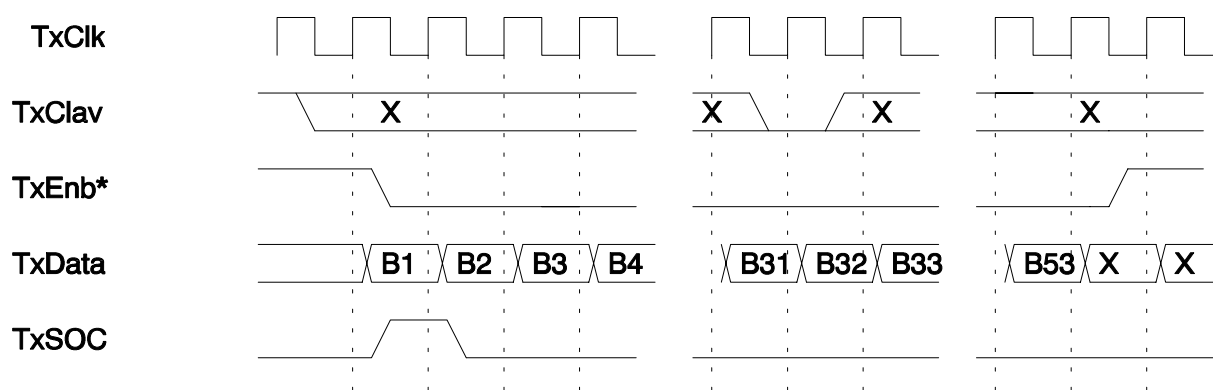 TxClk
TxClav X X X X
TxEnb*
TxData B1 B2 B3 B4 B31 B32 B33 B53 X X
TxSOC